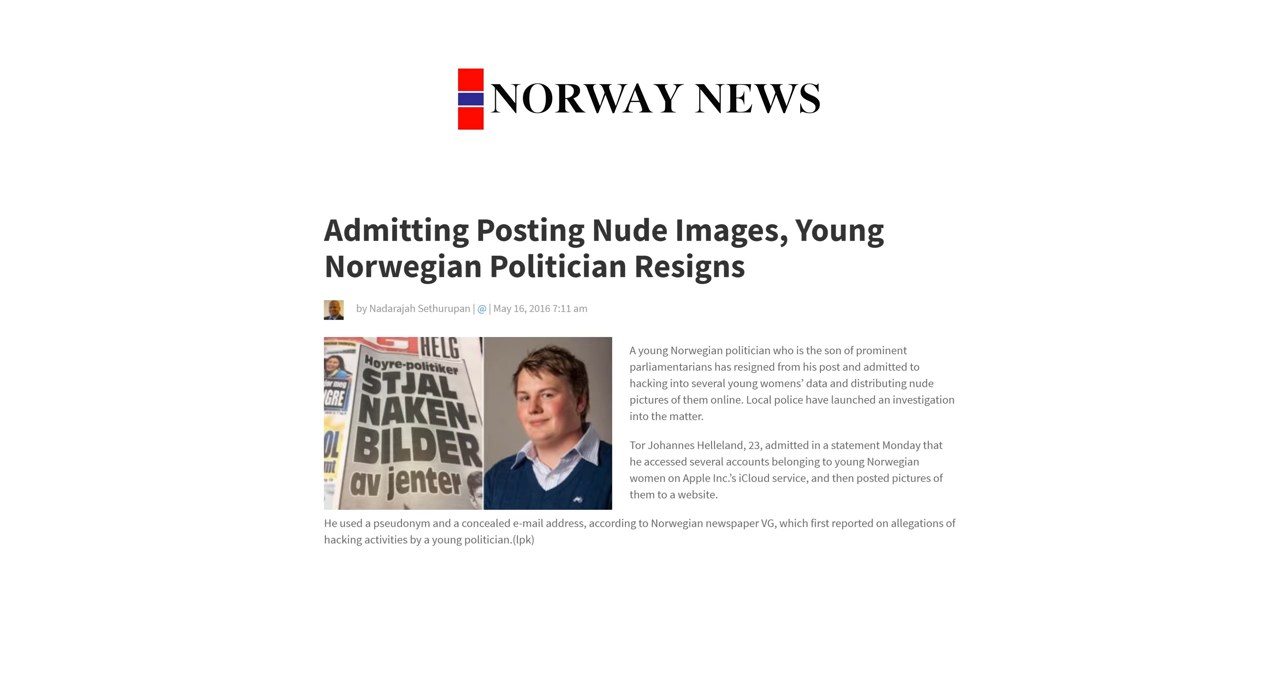 NORWAY NEWS
Admitting Posting Nude Images, Young
Norwegian Politician Resigns
by Nadarajah Sethurupan | @ | May 16, 2016 7:11 am
HELG
Høyre-politiker
STJAL
NAKEN-
BILDER
av jenter
A young Norwegian politician who is the son of prominent
parliamentarians has resigned from his post and admitted to
hacking into several young womens’ data and distributing nude
pictures of them online. Local police have launched an investigation
into the matter.
Tor Johannes Helleland, 23, admitted in a statement Monday that
he accessed several accounts belonging to young Norwegian
women on Apple Inc.’s iCloud service, and then posted pictures of
them to a website.
He used a pseudonym and a concealed e-mail address, according to Norwegian newspaper VG, which first reported on allegations of
hacking activities by a young politician.(lpk)